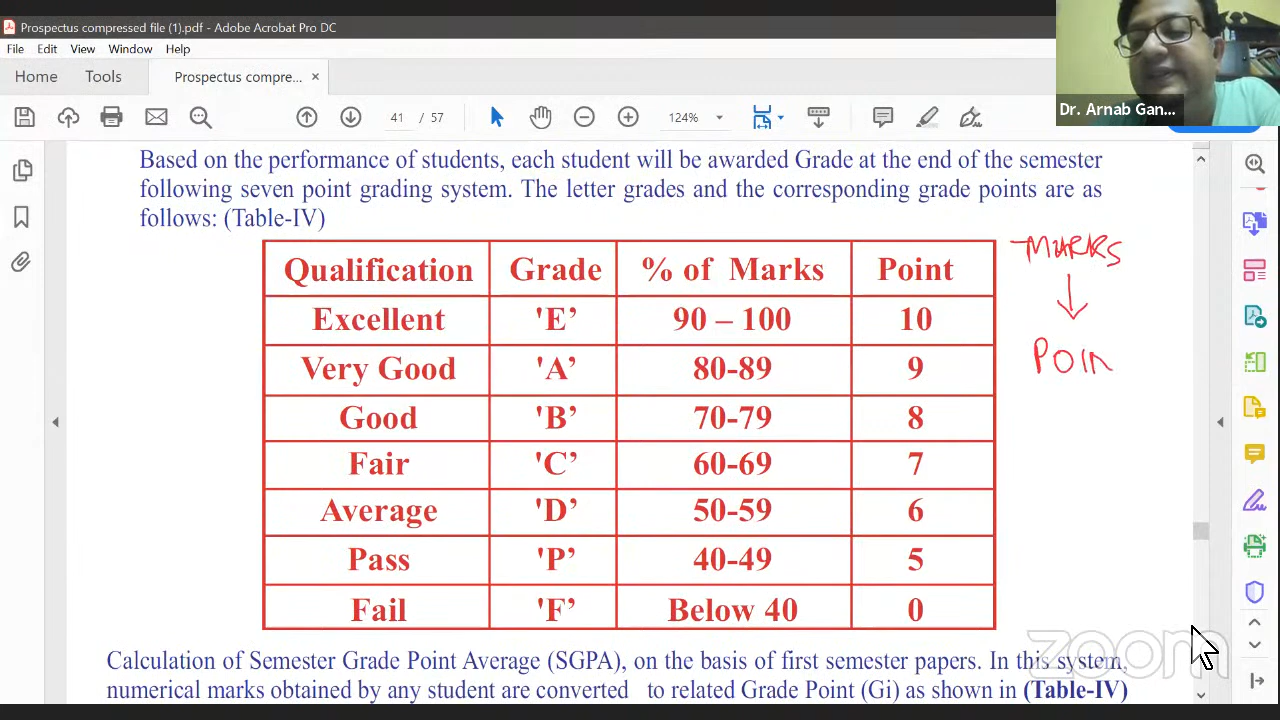 Prospectus compressed file (1).pdf - Adobe Acrobat Pro DC
File Edit View Window Help
Home Tools Prospectus compre... ×
41 / 57 124%
Dr. Arnab Gan...
Based on the performance of students, each student will be awarded Grade at the end of the semester
following seven point grading system. The letter grades and the corresponding grade points are as
follows: (Table-IV)
Qualification Grade % of Marks Point
Excellent 'E’ 90 – 100 10
Very Good 'A’ 80-89 9
Good 'B’ 70-79 8
Fair 'C’ 60-69 7
Average 'D’ 50-59 6
Pass 'P’ 40-49 5
Fail 'F’ Below 40 0
MARKS
POIN
Calculation of Semester Grade Point Average (SGPA), on the basis of first semester papers. In this system,
numerical marks obtained by any student are converted to related Grade Point (Gi) as shown in (Table-IV)
zoom